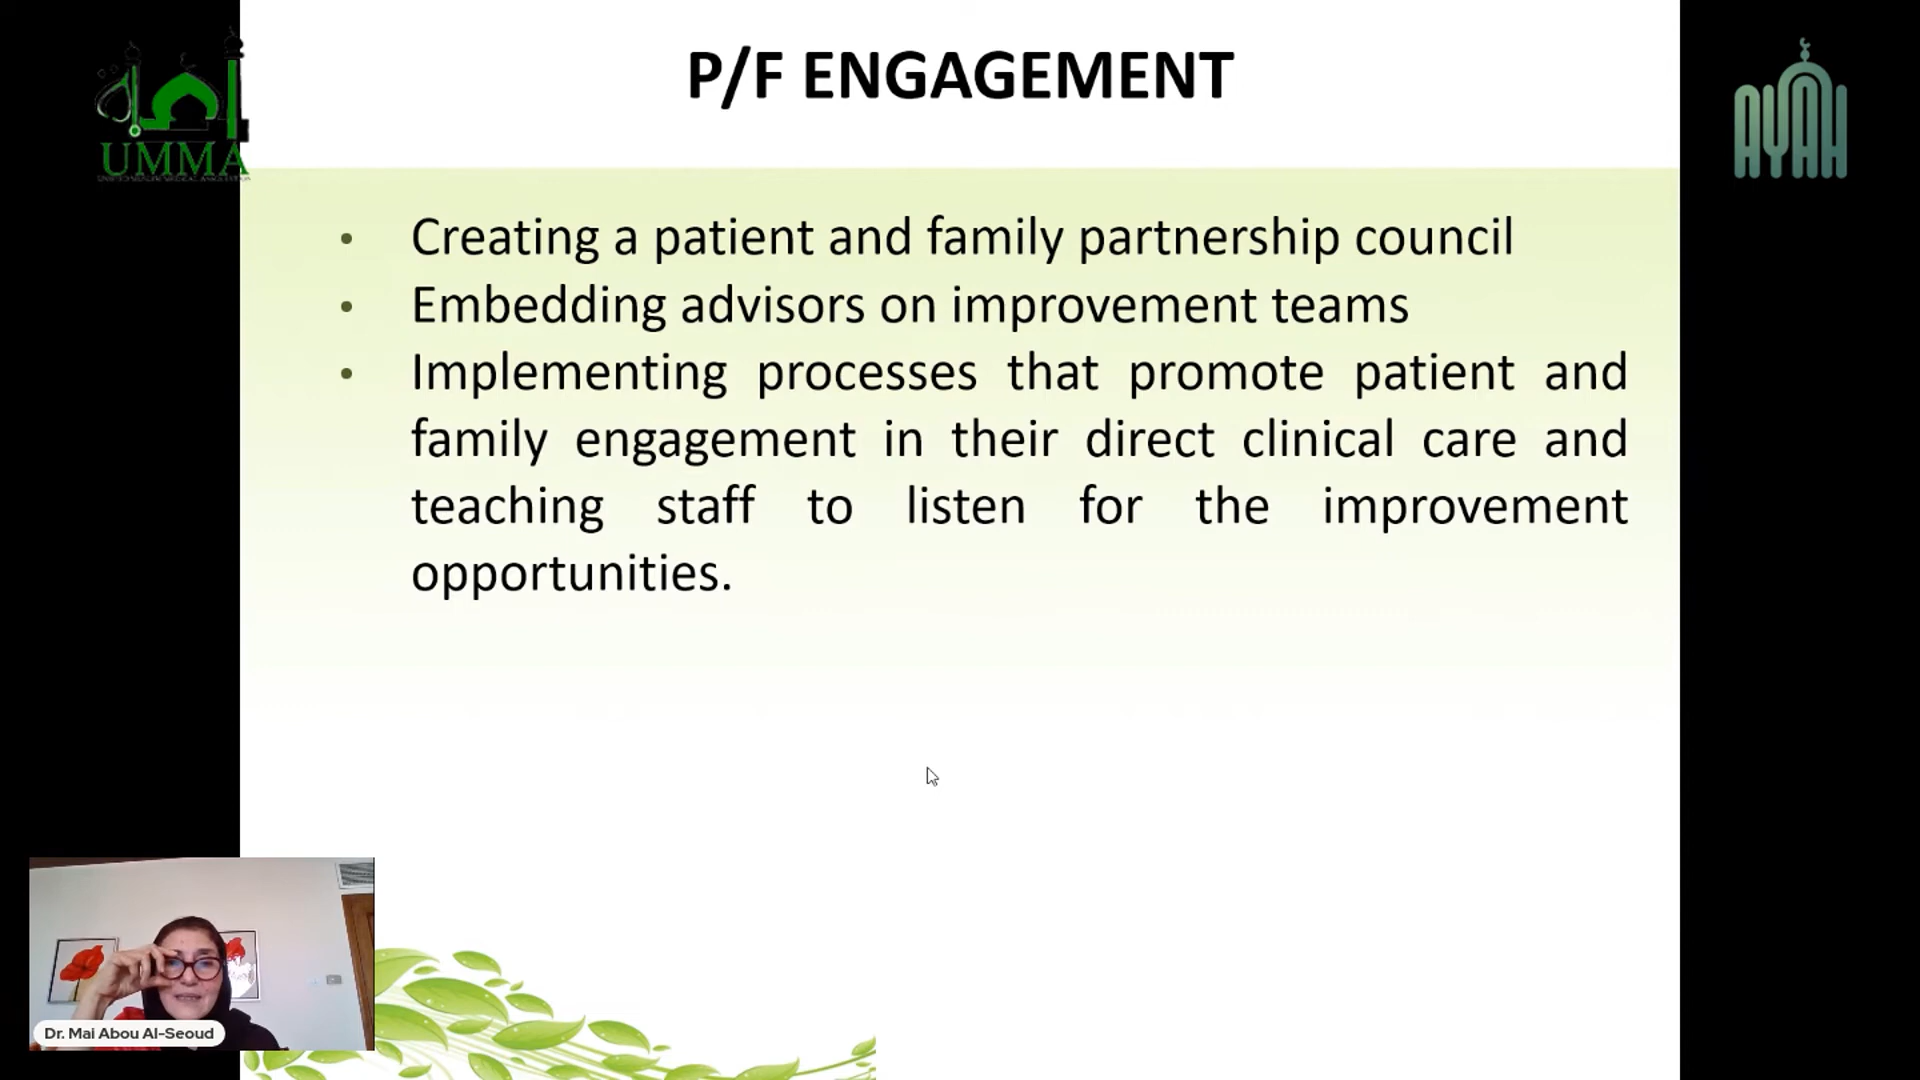 P/F ENGAGEMENT
UMMA
AYAH
• Creating a patient and family partnership council
• Embedding advisors on improvement teams
• Implementing processes that promote patient and
family engagement in their direct clinical care and
teaching staff to listen for the improvement
opportunities.
Dr. Mai Abou Al-Seoud